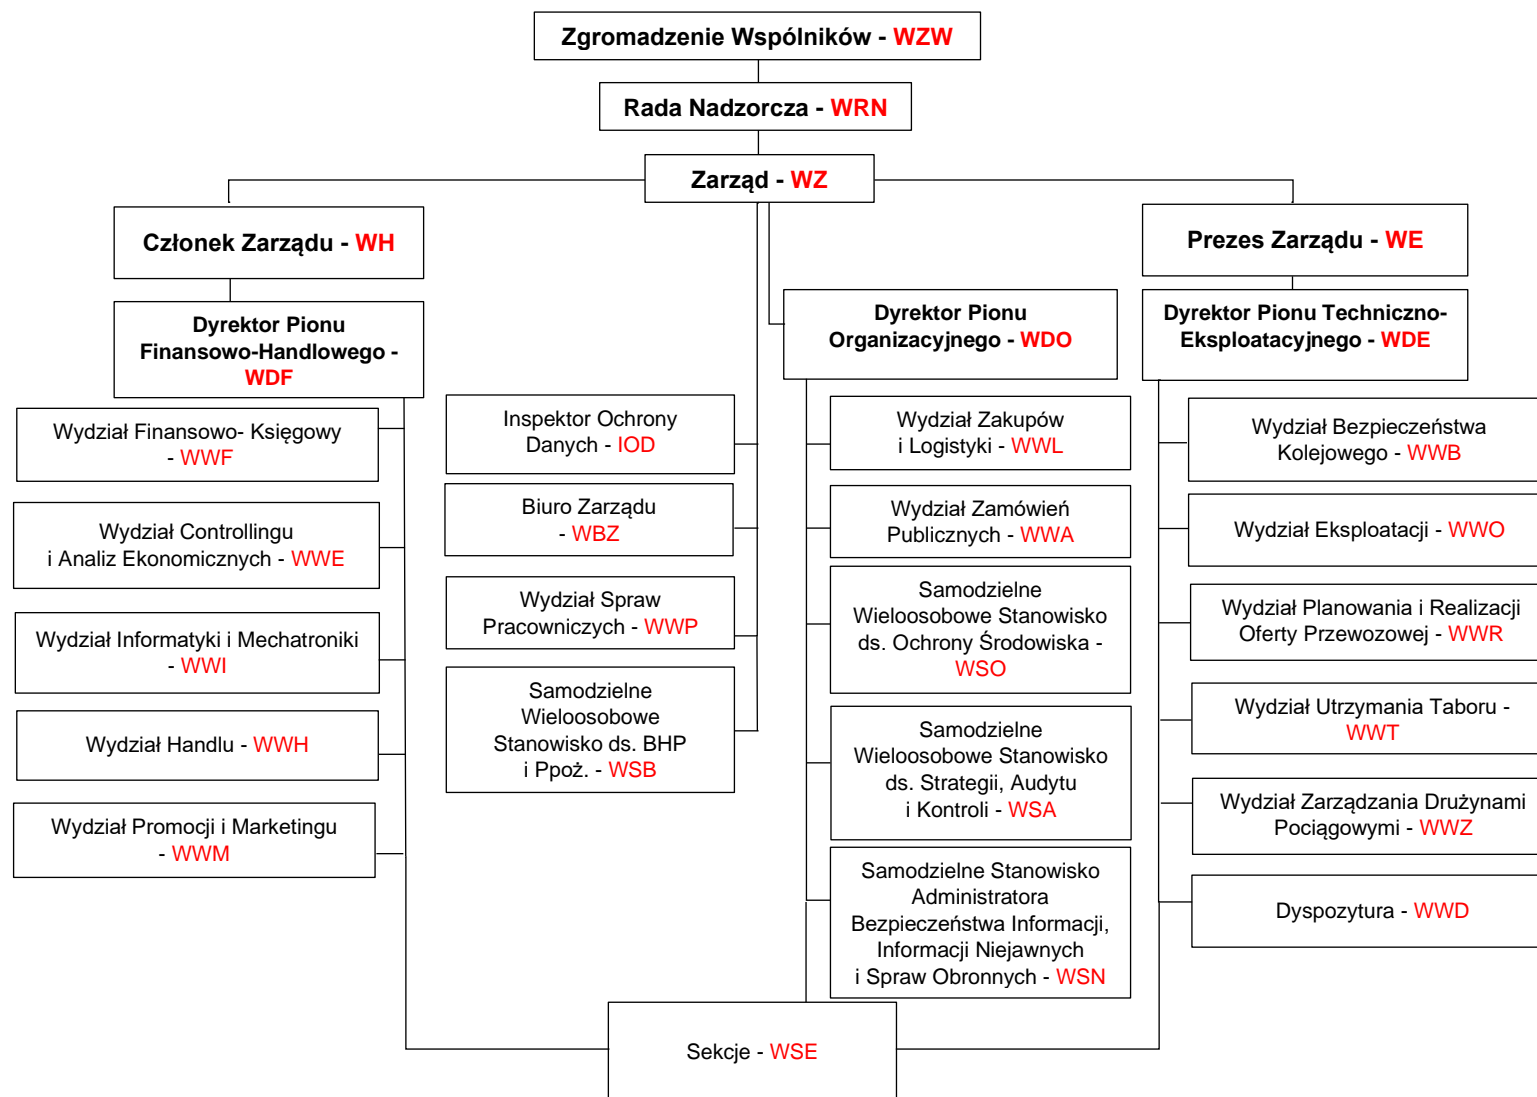 Zgromadzenie Wspólników - WZW
Rada Nadzorcza - WRN
Zarząd - WZ
Członek Zarządu - WH
Prezes Zarządu - WE
Dyrektor Pionu
Finansowo-Handlowego -
WDF
Dyrektor Pionu
Organizacyjnego - WDO
Dyrektor Pionu Techniczno-
Eksploatacyjnego - WDE
Wydział Finansowo- Księgowy
- WWF
Wydział Controllingu
i Analiz Ekonomicznych - WWE
Wydział Informatyki i Mechatroniki
- WWI
Wydział Handlu - WWH
Wydział Promocji i Marketingu
- WWM
Inspektor Ochrony
Danych - IOD
Biuro Zarządu
- WBZ
Wydział Spraw
Pracowniczych - WWP
Samodzielne
Wieloosobowe
Stanowisko ds. BHP
i Ppoż. - WSB
Wydział Zakupów
i Logistyki - WWL
Wydział Zamówień
Publicznych - WWA
Samodzielne
Wieloosobowe Stanowisko
ds. Ochrony Środowiska -
WSO
Samodzielne
Wieloosobowe Stanowisko
ds. Strategii, Audytu
i Kontroli - WSA
Samodzielne Stanowisko
Administratora
Bezpieczeństwa Informacji,
Informacji Niejawnych
i Spraw Obronnych - WSN
Wydział Bezpieczeństwa
Kolejowego - WWB
Wydział Eksploatacji - WWO
Wydział Planowania i Realizacji
Oferty Przewozowej - WWR
Wydział Utrzymania Taboru -
WWT
Wydział Zarządzania Drużynami
Pociągowymi - WWZ
Dyspozytura - WWD
Sekcje - WSE